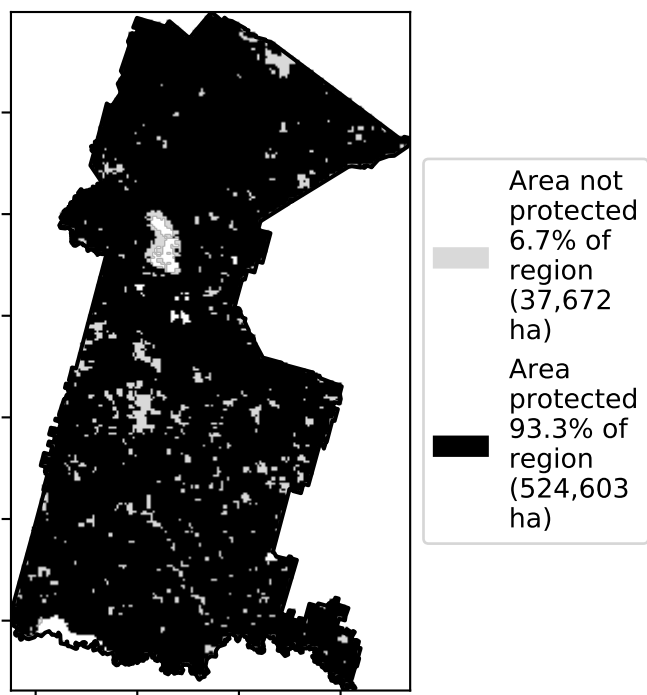 Area not
protected
6.7% of
region
(37,672
ha)
Area
protected
93.3% of
region
(524,603
ha)